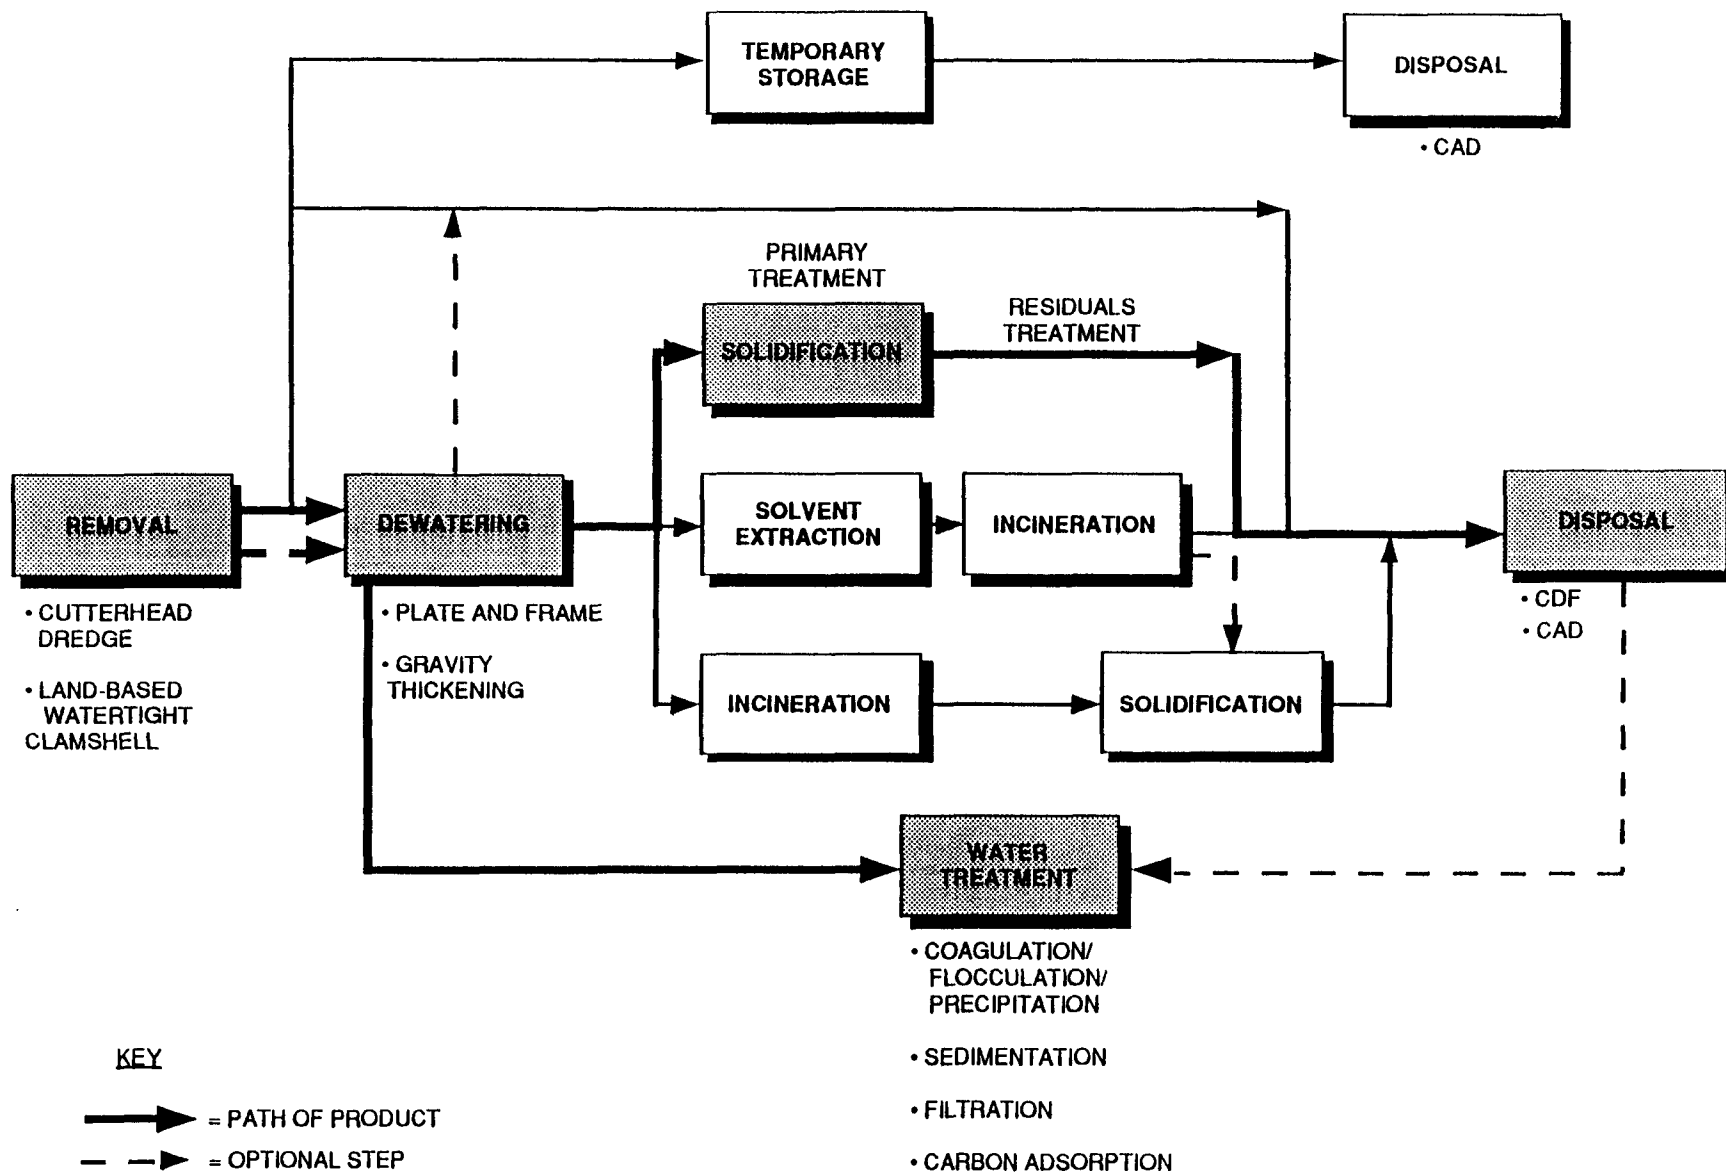 TEMPORARY
STORAGE
DISPOSAL
• CAD
PRIMARY
TREATMENT
SOLIDIFICATION
RESIDUALS
TREATMENT
REMOVAL
• CUTTERHEAD
DREDGE
• LAND-BASED
WATERTIGHT
CLAMSHELL
DEWATERING
• PLATE AND FRAME
• GRAVITY
THICKENING
SOLVENT
EXTRACTION
INCINERATION
DISPOSAL
• CDF
• CAD
INCINERATION
SOLIDIFICATION
WATER
TREATMENT
• COAGULATION/
FLOCCULATION/
PRECIPITATION
• SEDIMENTATION
• FILTRATION
• CARBON ADSORPTION
KEY
= PATH OF PRODUCT
= OPTIONAL STEP